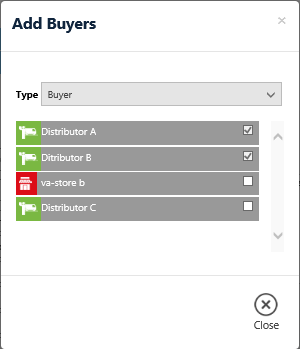 Add Buyers
Type Buyer
Distributor A
Ditributor B
va-store b
Distributor C
Close